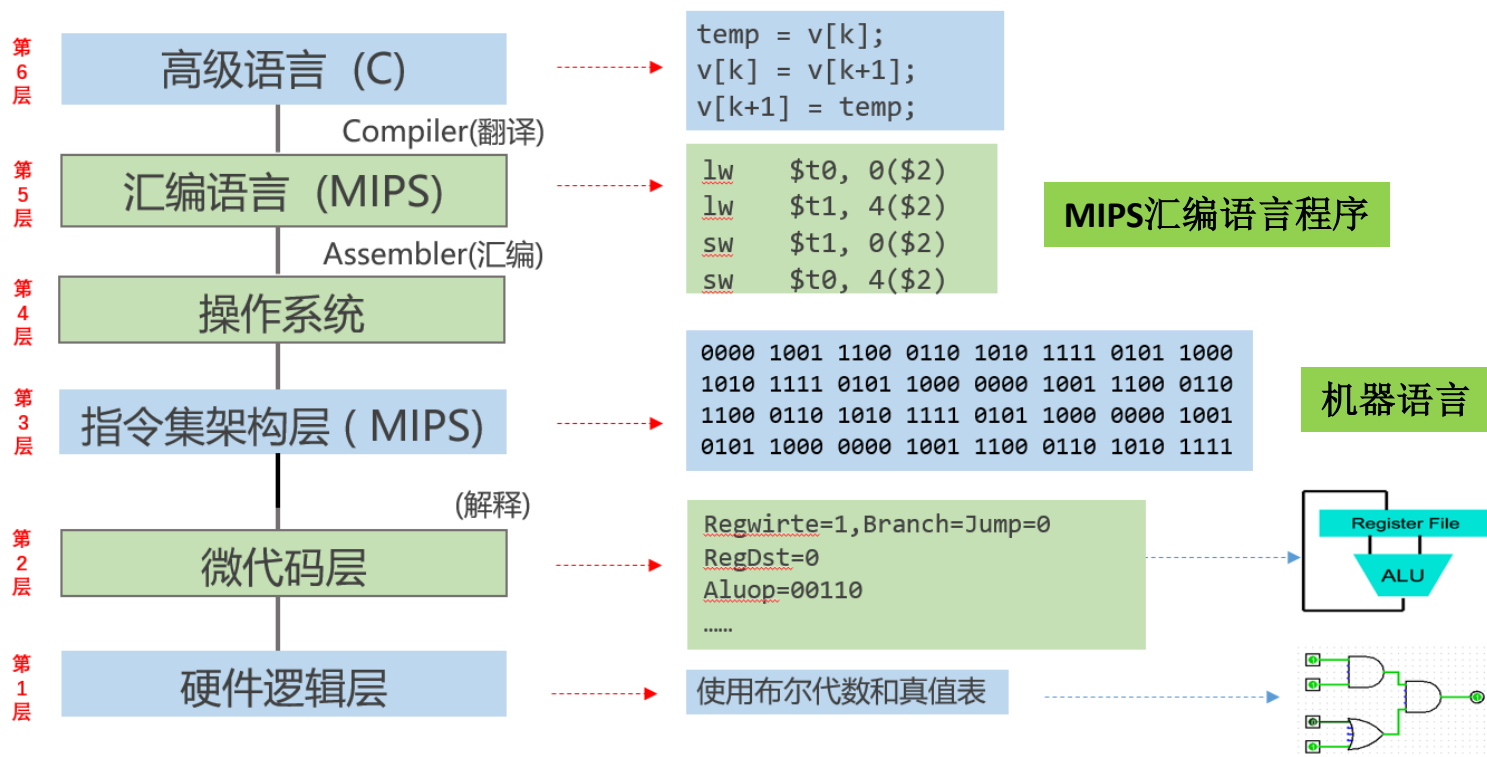 第6层
高级语言 (C)
temp = v[k];
v[k] = v[k+1];
v[k+1] = temp;
Compiler(翻译)
第5层
汇编语言 (MIPS)
lw $t0, 0($2)
lw $t1, 4($2)
sw $t1, 0($2)
sw $t0, 4($2)
MIPS汇编语言程序
Assembler(汇编)
第4层
操作系统
第3层
指令集架构层 ( MIPS)
0000 1001 1100 0110 1010 1111 0101 1000
1010 1111 0101 1000 0000 1001 1100 0110
1100 0110 1010 1111 0101 1000 0000 1001
0101 1000 0000 1001 1100 0110 1010 1111
机器语言
(解释)
第2层
微代码层
Regwirte=1,Branch=Jump=0
RegDst=0
Aluop=00110
……
Register File
ALU
第1层
硬件逻辑层
使用布尔代数和真值表